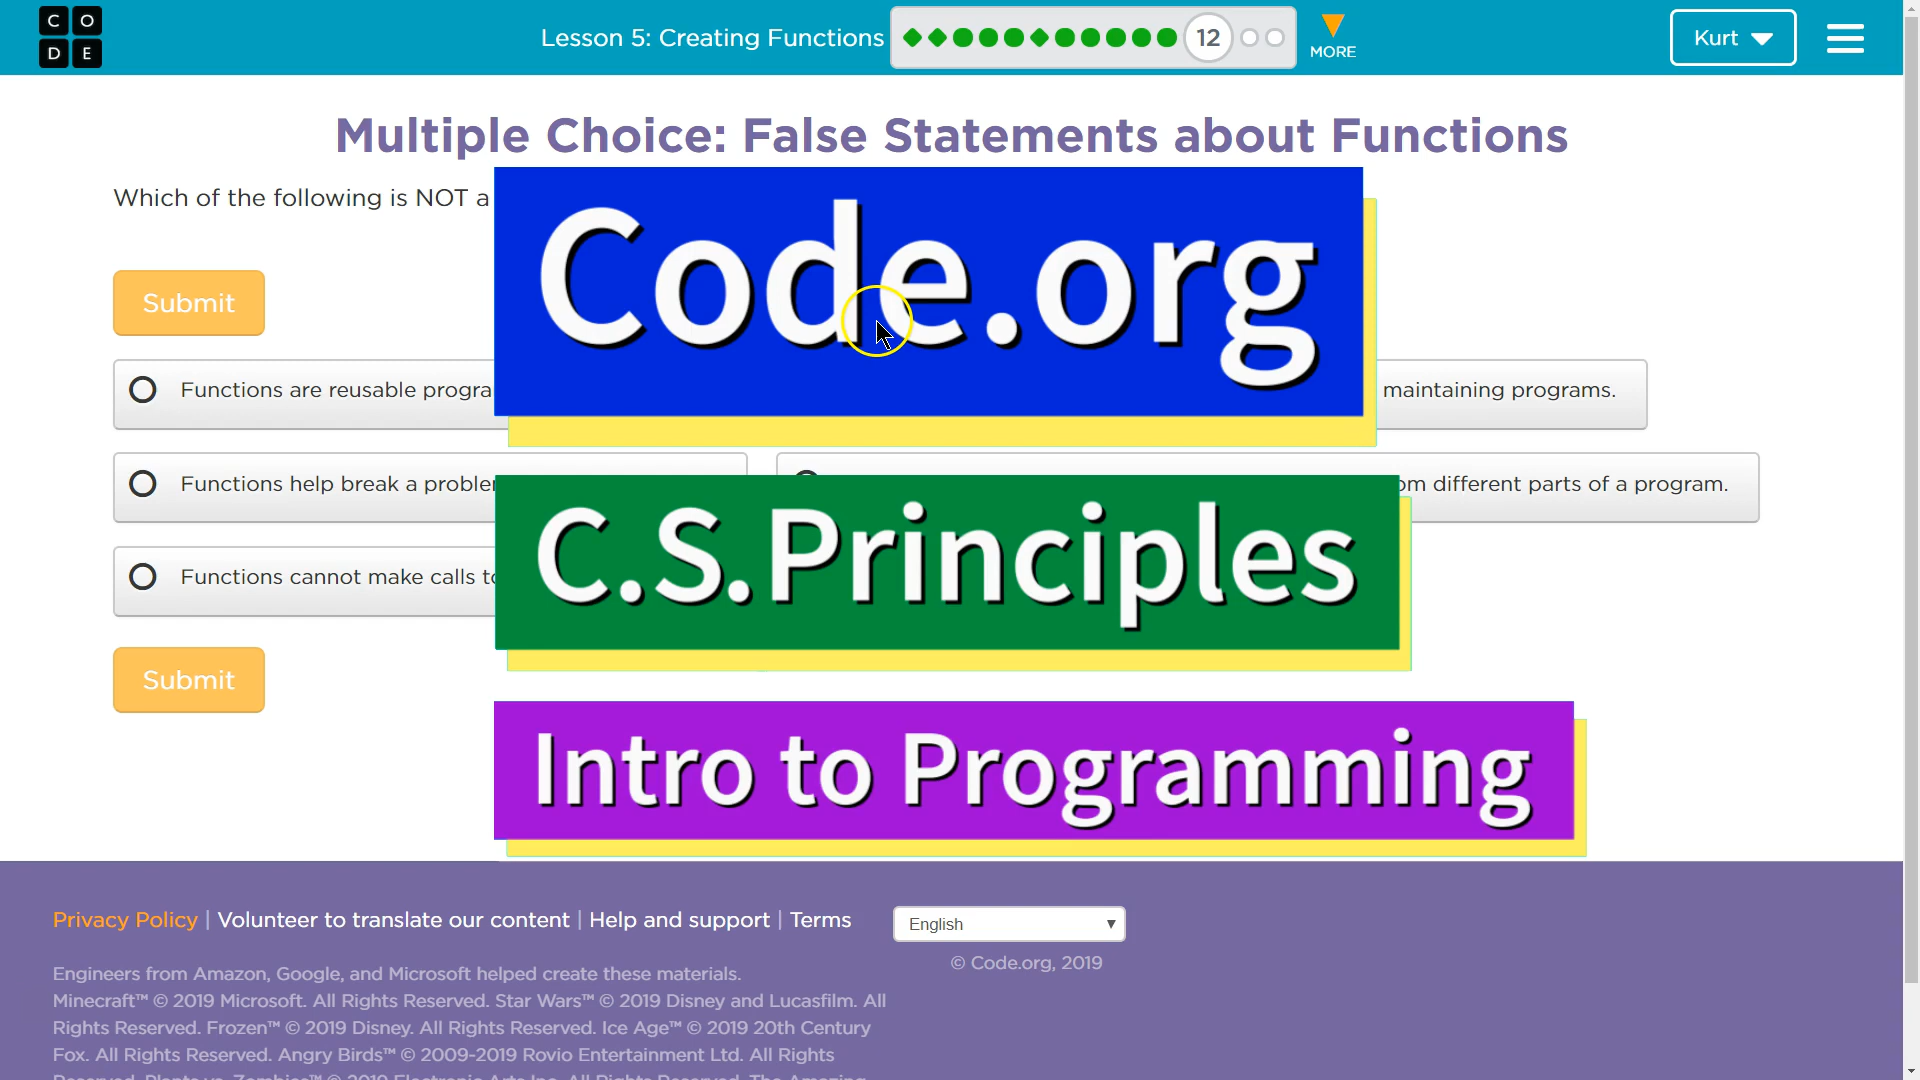 C O
D E
Lesson 5: Creating Functions
12
MORE
Kurt
Multiple Choice: False Statements about Functions
Which of the following is NOT a
Code.org
Submit
Functions are reusable
maintaining programs.
Functions help break a
different parts of a program.
C.S.Principles
Functions cannot make calls
Submit
Intro to Programming
Privacy Policy | Volunteer to translate our content | Help and support | Terms
English
© Code.org, 2019
Engineers from Amazon, Google, and Microsoft helped create these materials.
Minecraft™ © 2019 Microsoft. All Rights Reserved. Star Wars™ © 2019 Disney and Lucasfilm. All
Rights Reserved. Frozen™ © 2019 Disney. All Rights Reserved. Ice Age™ © 2019 20th Century
Fox. All Rights Reserved. Angry Birds™ © 2009-2019 Rovio Entertainment Ltd. All Rights